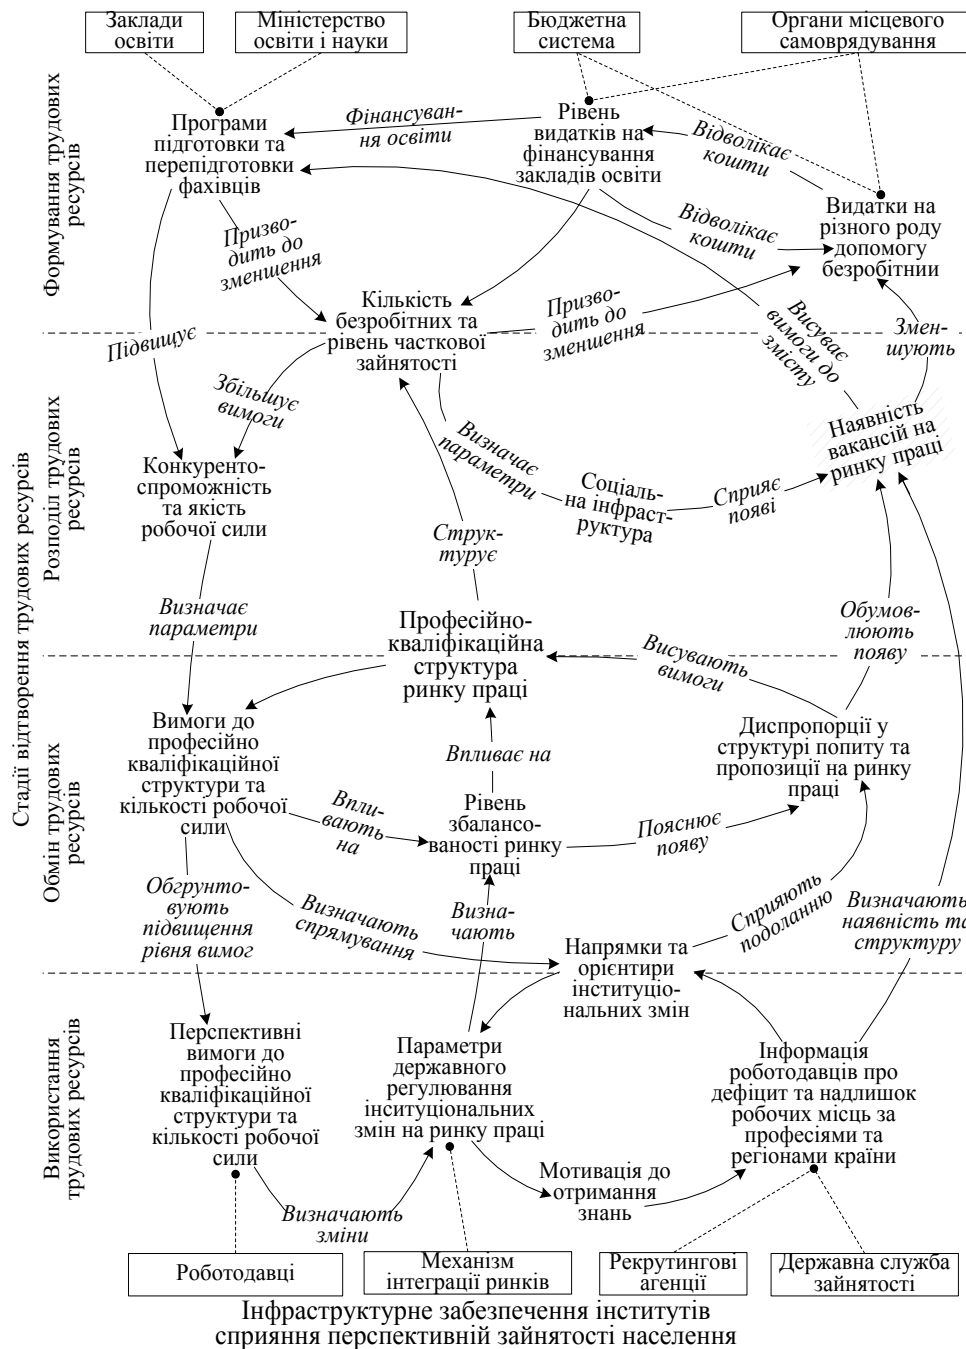 Заклади
освіти
Міністерство
освіти і науки
Бюджетна
система
Органи місцевого
самоврядування
Стадії відтворення трудових ресурсів
Формування трудових
ресурсів
Програми
підготовки та
перепідготовки
фахівців
Фінансуван-
ня освіти
Рівень
видатків на
фінансування
закладів освіти
Відволікає
кошти
Видатки на
різного роду
допомогу
безробітнии
Відволікає
кошти
Призво-
дить до
зменшення
Кількість
безробітних та
рівень часткової
зайнятості
Призво-
дить до
зменшення
Висуває
вимоги до
змісту
Змен-
шують
Підвищує
Розподіл трудових
ресурсів
Збільшує
вимоги
Визначає
параметри
Наявність
вакансій на
ринку праці
Конкуренто-
спроможність
та якість
робочої сили
Соціаль-
на інфраст-
руктура
Сприяє
появі
Струк-
турує
Визначає
параметри
Професійно-
кваліфікаційна
структура
ринку праці
Висувають
вимоги
Обумов-
люють
появу
Обмін трудових
ресурсів
Вимоги до
професійно
кваліфікаційної
структури та
кількості робочої
сили
Впливає на
Диспропорції у
структурі попиту та
пропозиції на ринку
праці
Впли-
вають
на
Рівень
збалансо-
ваності ринку
праці
Пояснює
появу
Обгрунто-
вують
підвищення
рівня вимог
Визначають
спрямування
Визна-
чають
Сприяють
подоланню
Визначають
наявність та
структуру
Напрямки та
орієнтири
інституціо-
нальних змін
Використання
трудових ресурсів
Перспективні
вимоги до
професійно
кваліфікаційної
структури та
кількості робочої
сили
Параметри
державного
регулювання
інситуціональних
змін на ринку праці
Інформація
роботодавців про
дефіцит та надлишок
робочих місць за
професіями та
регіонами країни
Мотивація до
отримання
знань
Визначають
зміни
Роботодавці
Механізм
інтеграції ринків
Рекрутингові
агенції
Державна служба
зайнятості
Інфраструктурне забезпечення інститутів
сприяння перспективній зайнятості населення